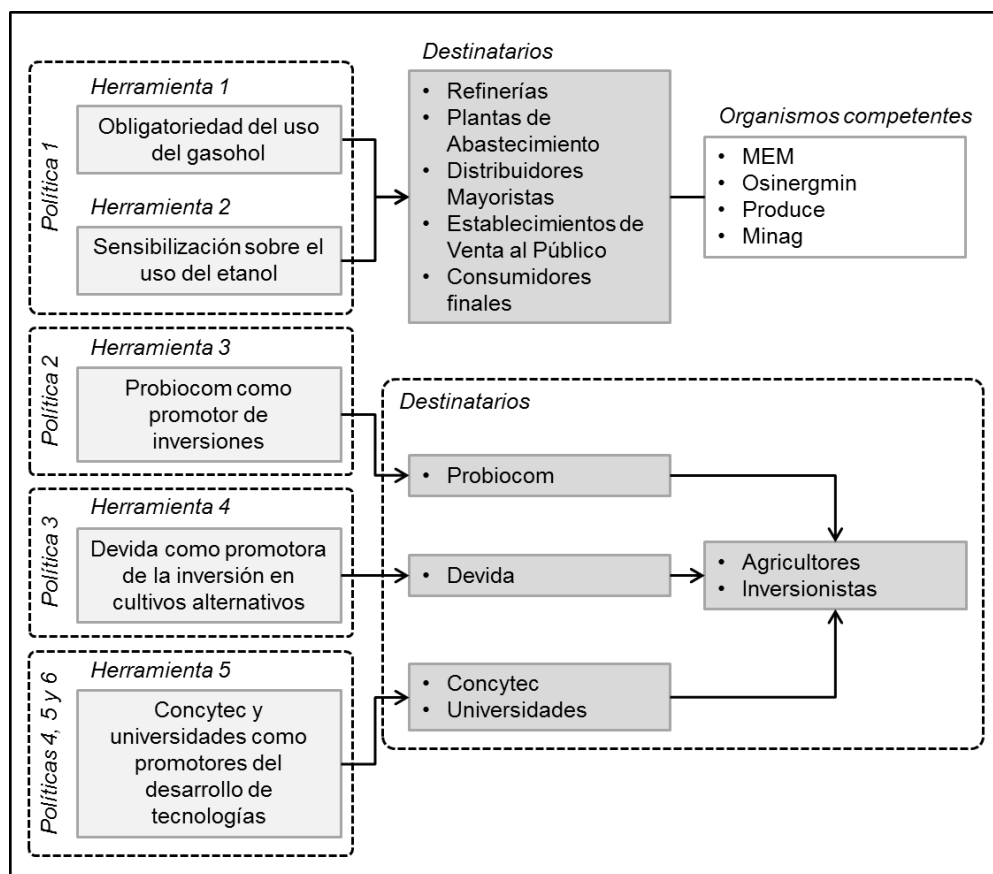 Política 1
Herramienta 1
Obligatoriedad del uso
del gasohol
Herramienta 2
Sensibilización sobre el
uso del etanol
Destinatarios
• Refinerías
• Plantas de
Abastecimiento
• Distribuidores
Mayoristas
• Establecimientos de
Venta al Público
• Consumidores
finales
Organismos competentes
• MEM
• Osinergmin
• Produce
• Minag
Política 2
Herramienta 3
Probiocom como
promotor de
inversiones
Política 3
Herramienta 4
Devida como promotora
de la inversión en
cultivos alternativos
Políticas 4, 5 y 6
Herramienta 5
Concytec y
universidades como
promotores del
desarrollo de
tecnologías
Destinatarios
• Probiocom
• Devida
• Concytec
• Universidades
• Agricultores
• Inversionistas